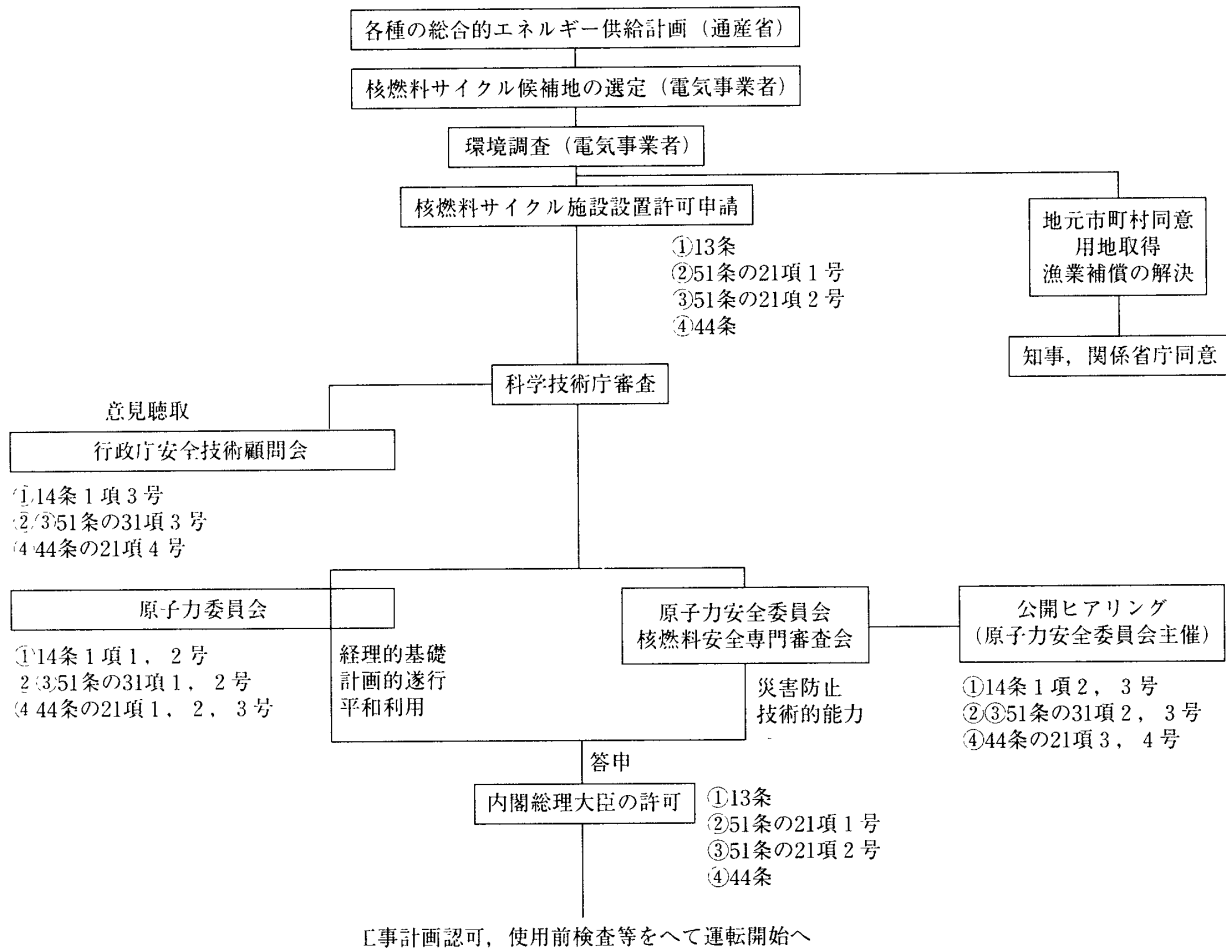 各種の総合的エネルギー供給計画（通産省）
核燃料サイクル候補地の選定（電気事業者）
環境調査（電気事業者）
核燃料サイクル施設設置許可申請
①13条
②51条の21項1号
③51条の21項2号
④44条
地元市町村同意
用地取得
漁業補償の解決
知事，関係省庁同意
科学技術庁審査
意見聴取
行政庁安全技術顧問会
①14条1項3号
②③51条の31項3号
④44条の21項4号
原子力委員会
①14条1項1，2号
2③51条の31項1，2号
④44条の21項1，2，3号
経理的基礎
計画的遂行
平和利用
原子力安全委員会
核燃料安全専門審査会
災害防止
技術的能力
公開ヒアリング
（原子力安全委員会主催）
①14条1項2，3号
②③51条の31項2，3号
④44条の21項3，4号
答申
内閣総理大臣の許可
①13条
②51条の21項1号
③51条の21項2号
④44条
工事計画認可，使用前検査等をへて運転開始へ